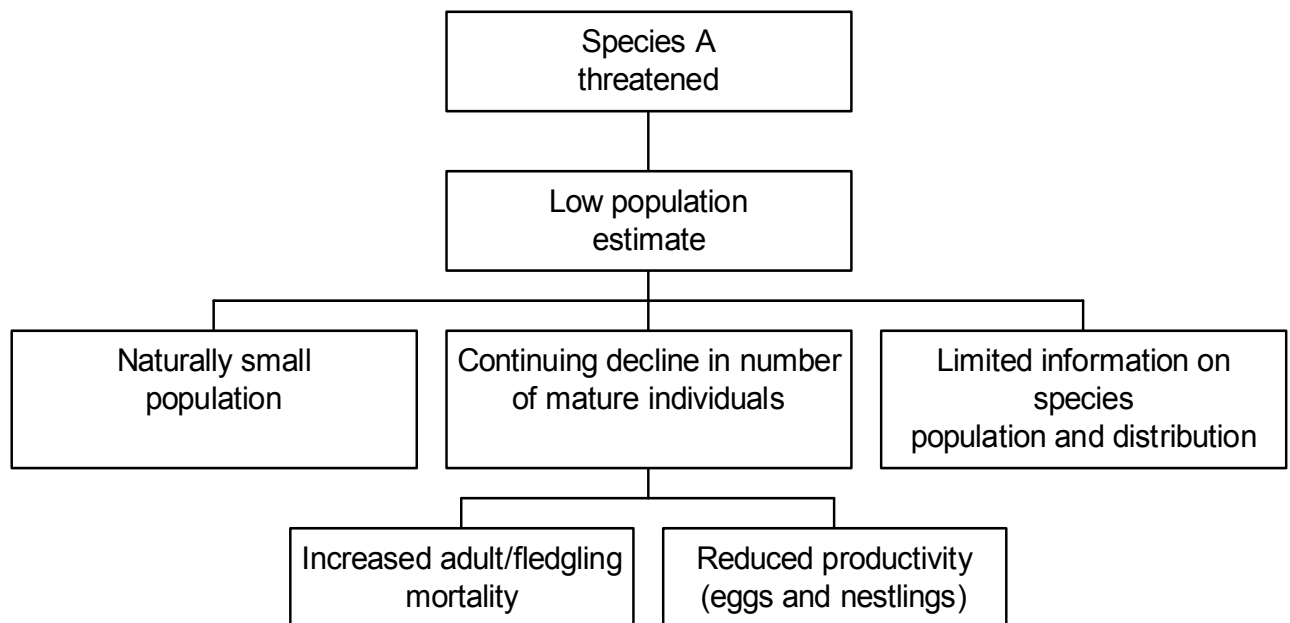 Species A
threatened
Low population
estimate
Naturally small
population
Continuing decline in number
of mature individuals
Limited information on
species
population and distribution
Increased adult/fledgling
mortality
Reduced productivity
(eggs and nestlings)